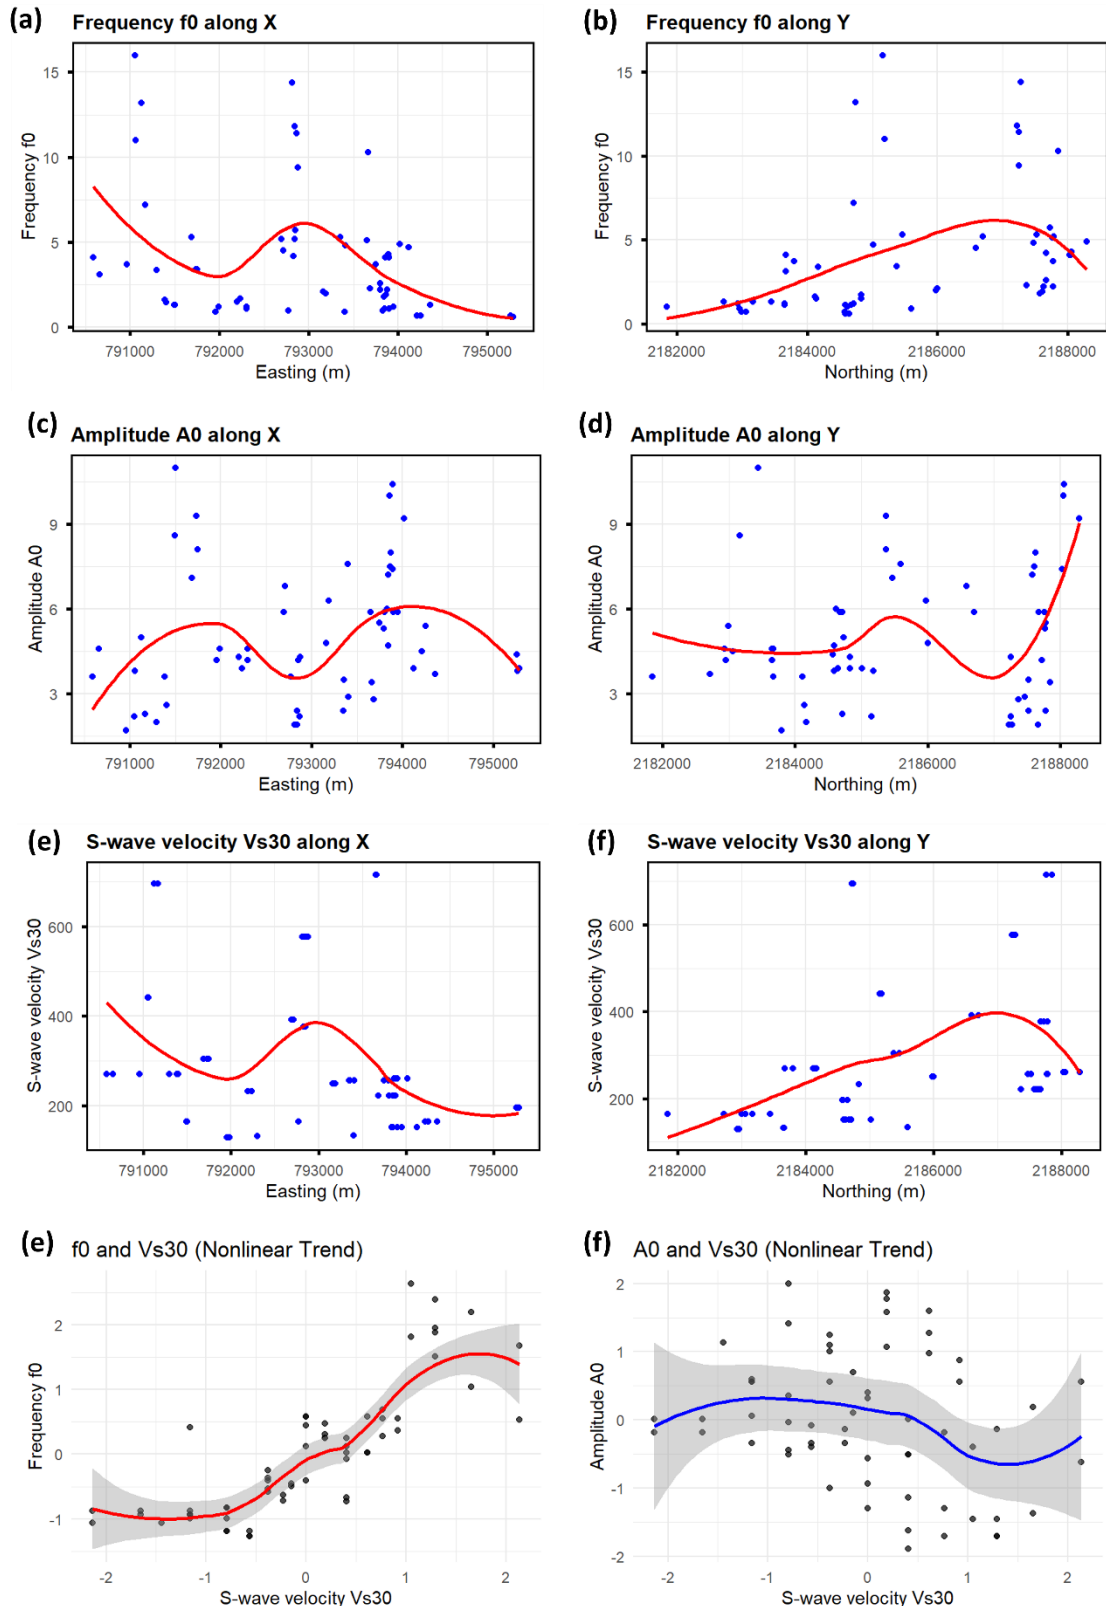 (a) Frequency f0 along X
Frequency f0
15
10
5
0
791000 792000 793000 794000 795000
Easting (m)
(b) Frequency f0 along Y
Frequency f0
15
10
5
0
2182000 2184000 2186000 2188000
Northing (m)
(c) Amplitude A0 along X
Amplitude A0
9
6
3
791000 792000 793000 794000 795000
Easting (m)
(d) Amplitude A0 along Y
Amplitude A0
9
6
3
2182000 2184000 2186000 2188000
Northing (m)
(e) S-wave velocity Vs30 along X
S-wave velocity Vs30
600
400
200
791000 792000 793000 794000 795000
Easting (m)
(f) S-wave velocity Vs30 along Y
S-wave velocity Vs30
600
400
200
2182000 2184000 2186000 2188000
Northing (m)
(e) f0 and Vs30 (Nonlinear Trend)
Frequency f0
2
1
0
-1
-2 -1 0 1 2
S-wave velocity Vs30
(f) A0 and Vs30 (Nonlinear Trend)
Amplitude A0
2
1
0
-1
-2
-2 -1 0 1 2
S-wave velocity Vs30